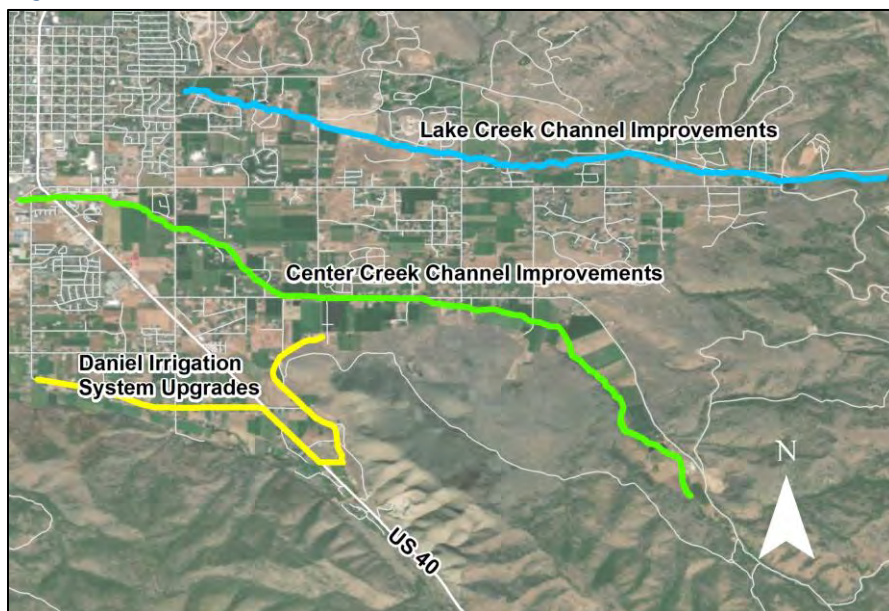 Lake Creek Channel Improvements
Center Creek Channel Improvements
Daniel Irrigation
System Upgrades
N
US 40